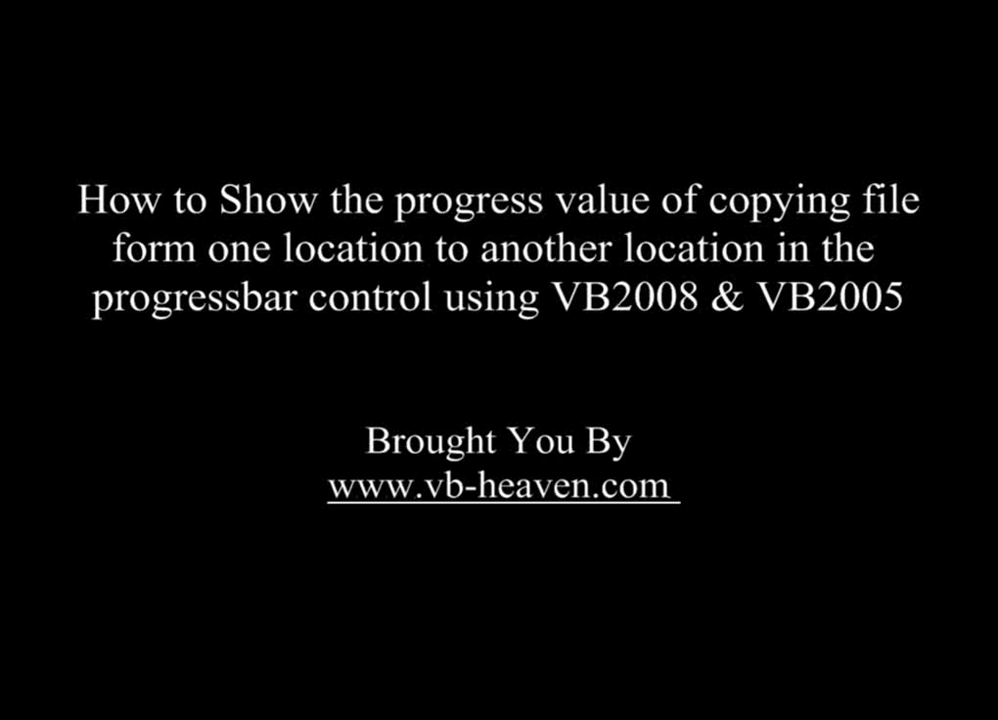 How to Show the progress value of copying file
form one location to another location in the
progressbar control using VB2008 & VB2005
Brought You By
www.vb-heaven.com